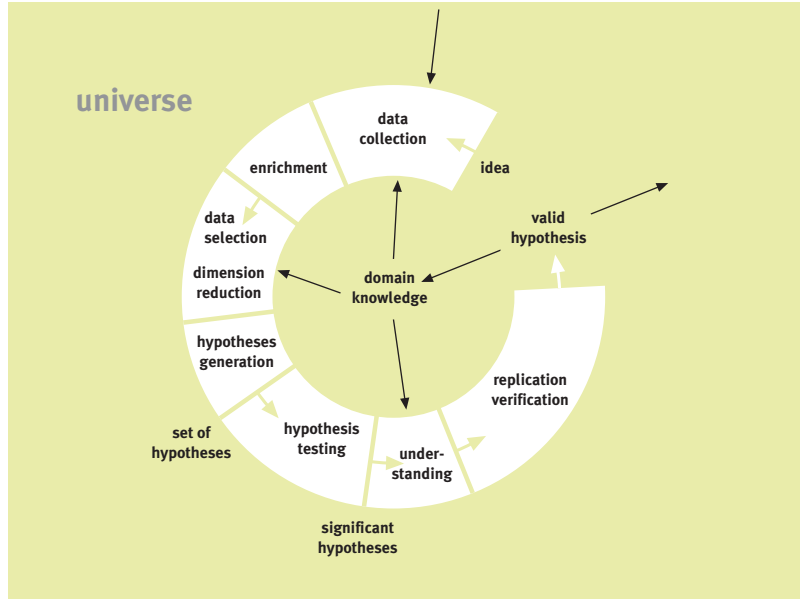 universe
data
collection
idea
enrichment
data
selection
dimension
reduction
hypotheses
generation
set of
hypotheses
hypothesis
testing
significant
hypotheses
under-
standing
replication
verification
valid
hypothesis
domain
knowledge